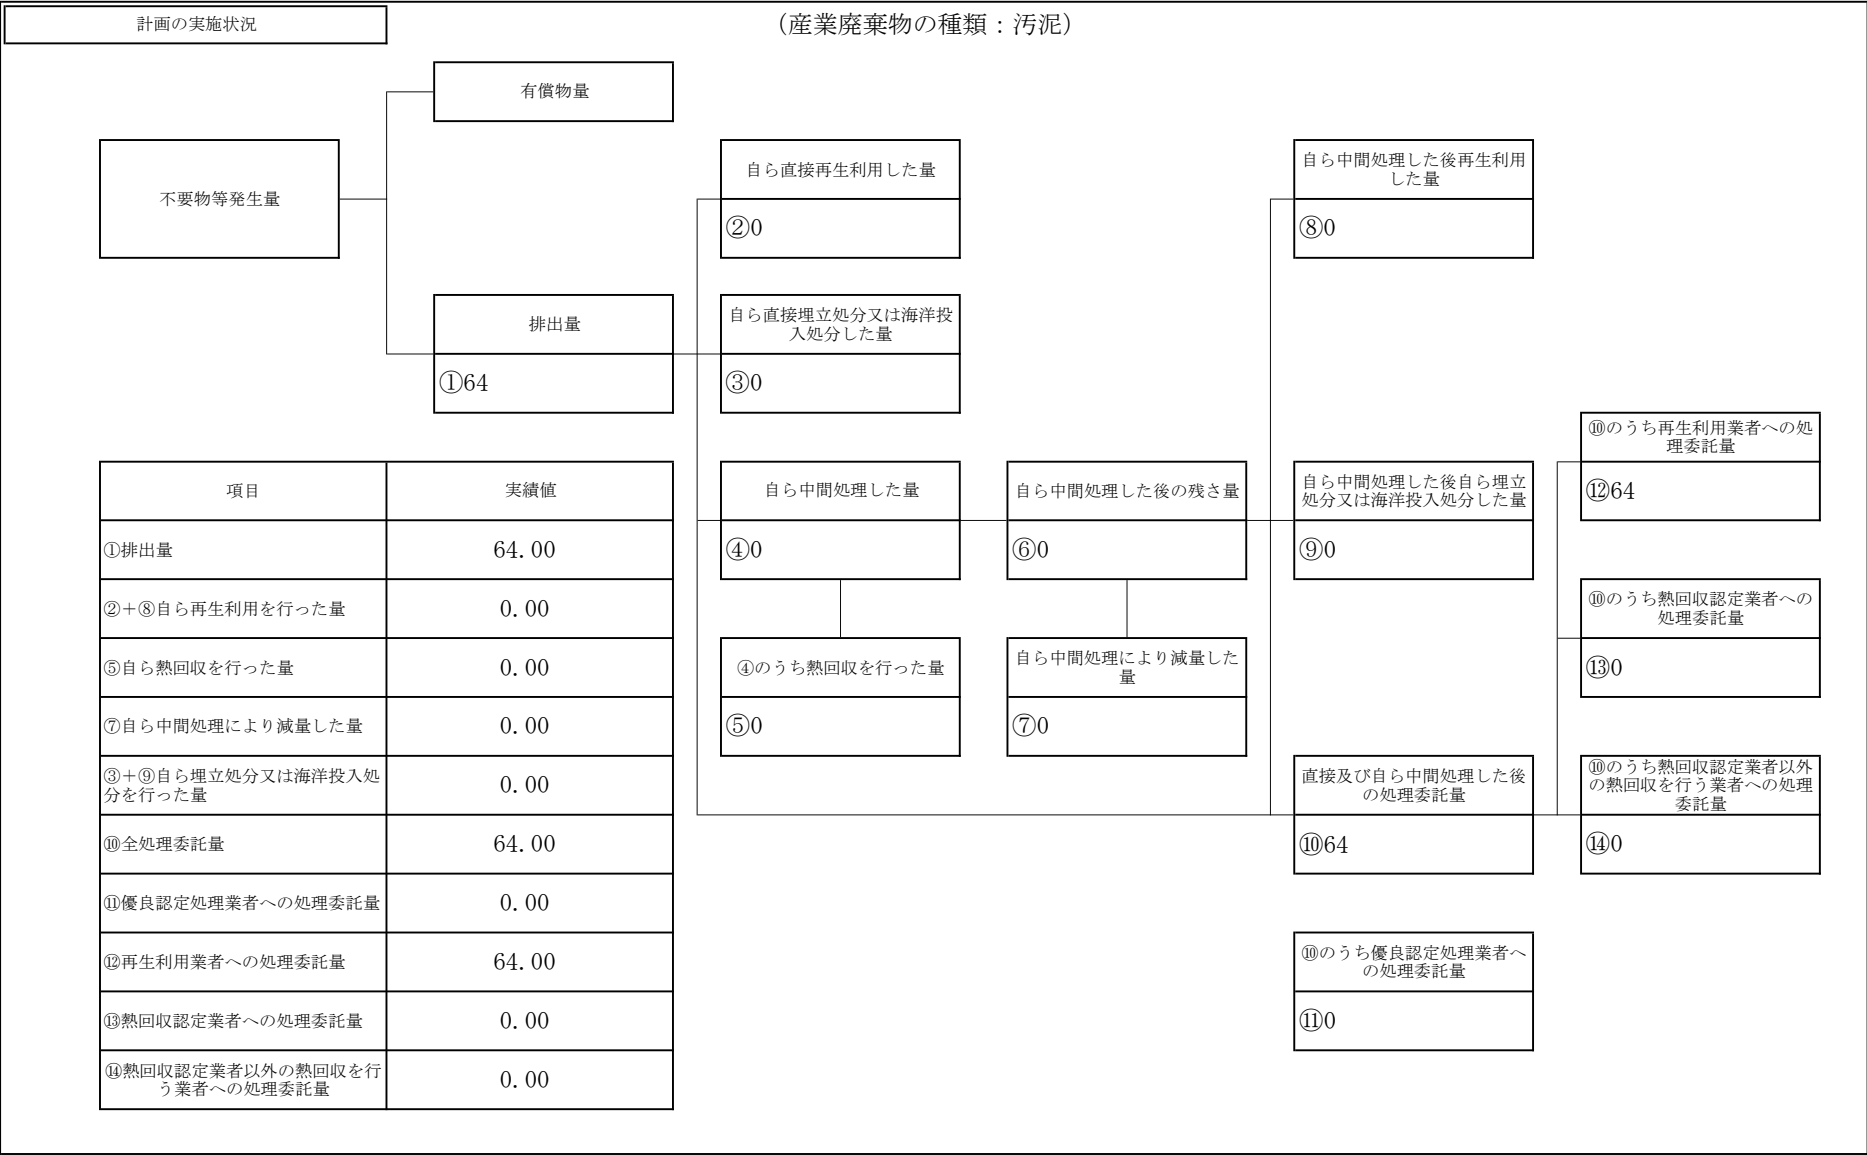 計画の実施状況
（産業廃棄物の種類：汚泥）
有償物量
不要物等発生量
自ら直接再生利用した量
②0
自ら中間処理した後再生利用
した量
⑧0
排出量
①64
自ら直接埋立処分又は海洋投
入処分した量
③0
⑩のうち再生利用業者への処
理委託量
⑫64
自ら中間処理した量
④0
自ら中間処理した後の残さ量
⑥0
自ら中間処理した後自ら埋立
処分又は海洋投入処分した量
⑨0
⑩のうち熱回収認定業者への
処理委託量
⑬0
④のうち熱回収を行った量
⑤0
自ら中間処理により減量した
量
⑦0
直接及び自ら中間処理した後
の処理委託量
⑩64
⑩のうち熱回収認定業者以外
の熱回収を行う業者への処理
委託量
⑭0
⑩のうち優良認定処理業者へ
の処理委託量
⑪0
項目 実績値
①排出量 64.00
②＋⑧自ら再生利用を行った量 0.00
⑤自ら熱回収を行った量 0.00
⑦自ら中間処理により減量した量 0.00
③＋⑨自ら埋立処分又は海洋投入処
分を行った量 0.00
⑩全処理委託量 64.00
⑪優良認定処理業者への処理委託量 0.00
⑫再生利用業者への処理委託量 64.00
⑬熱回収認定業者への処理委託量 0.00
⑭熱回収認定業者以外の熱回収を行
う業者への処理委託量 0.00